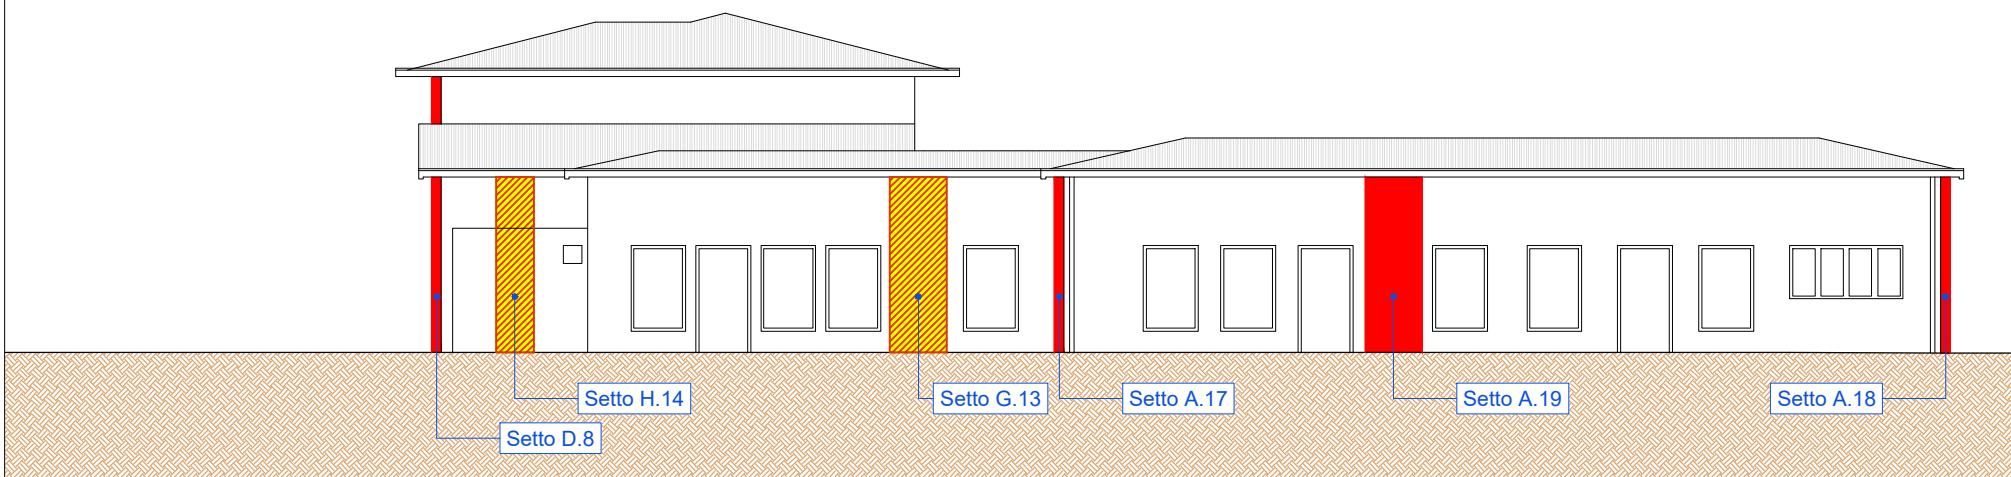 Setto H.14
Setto G.13
Setto A.17
Setto A.19
Setto A.18
Setto D.8